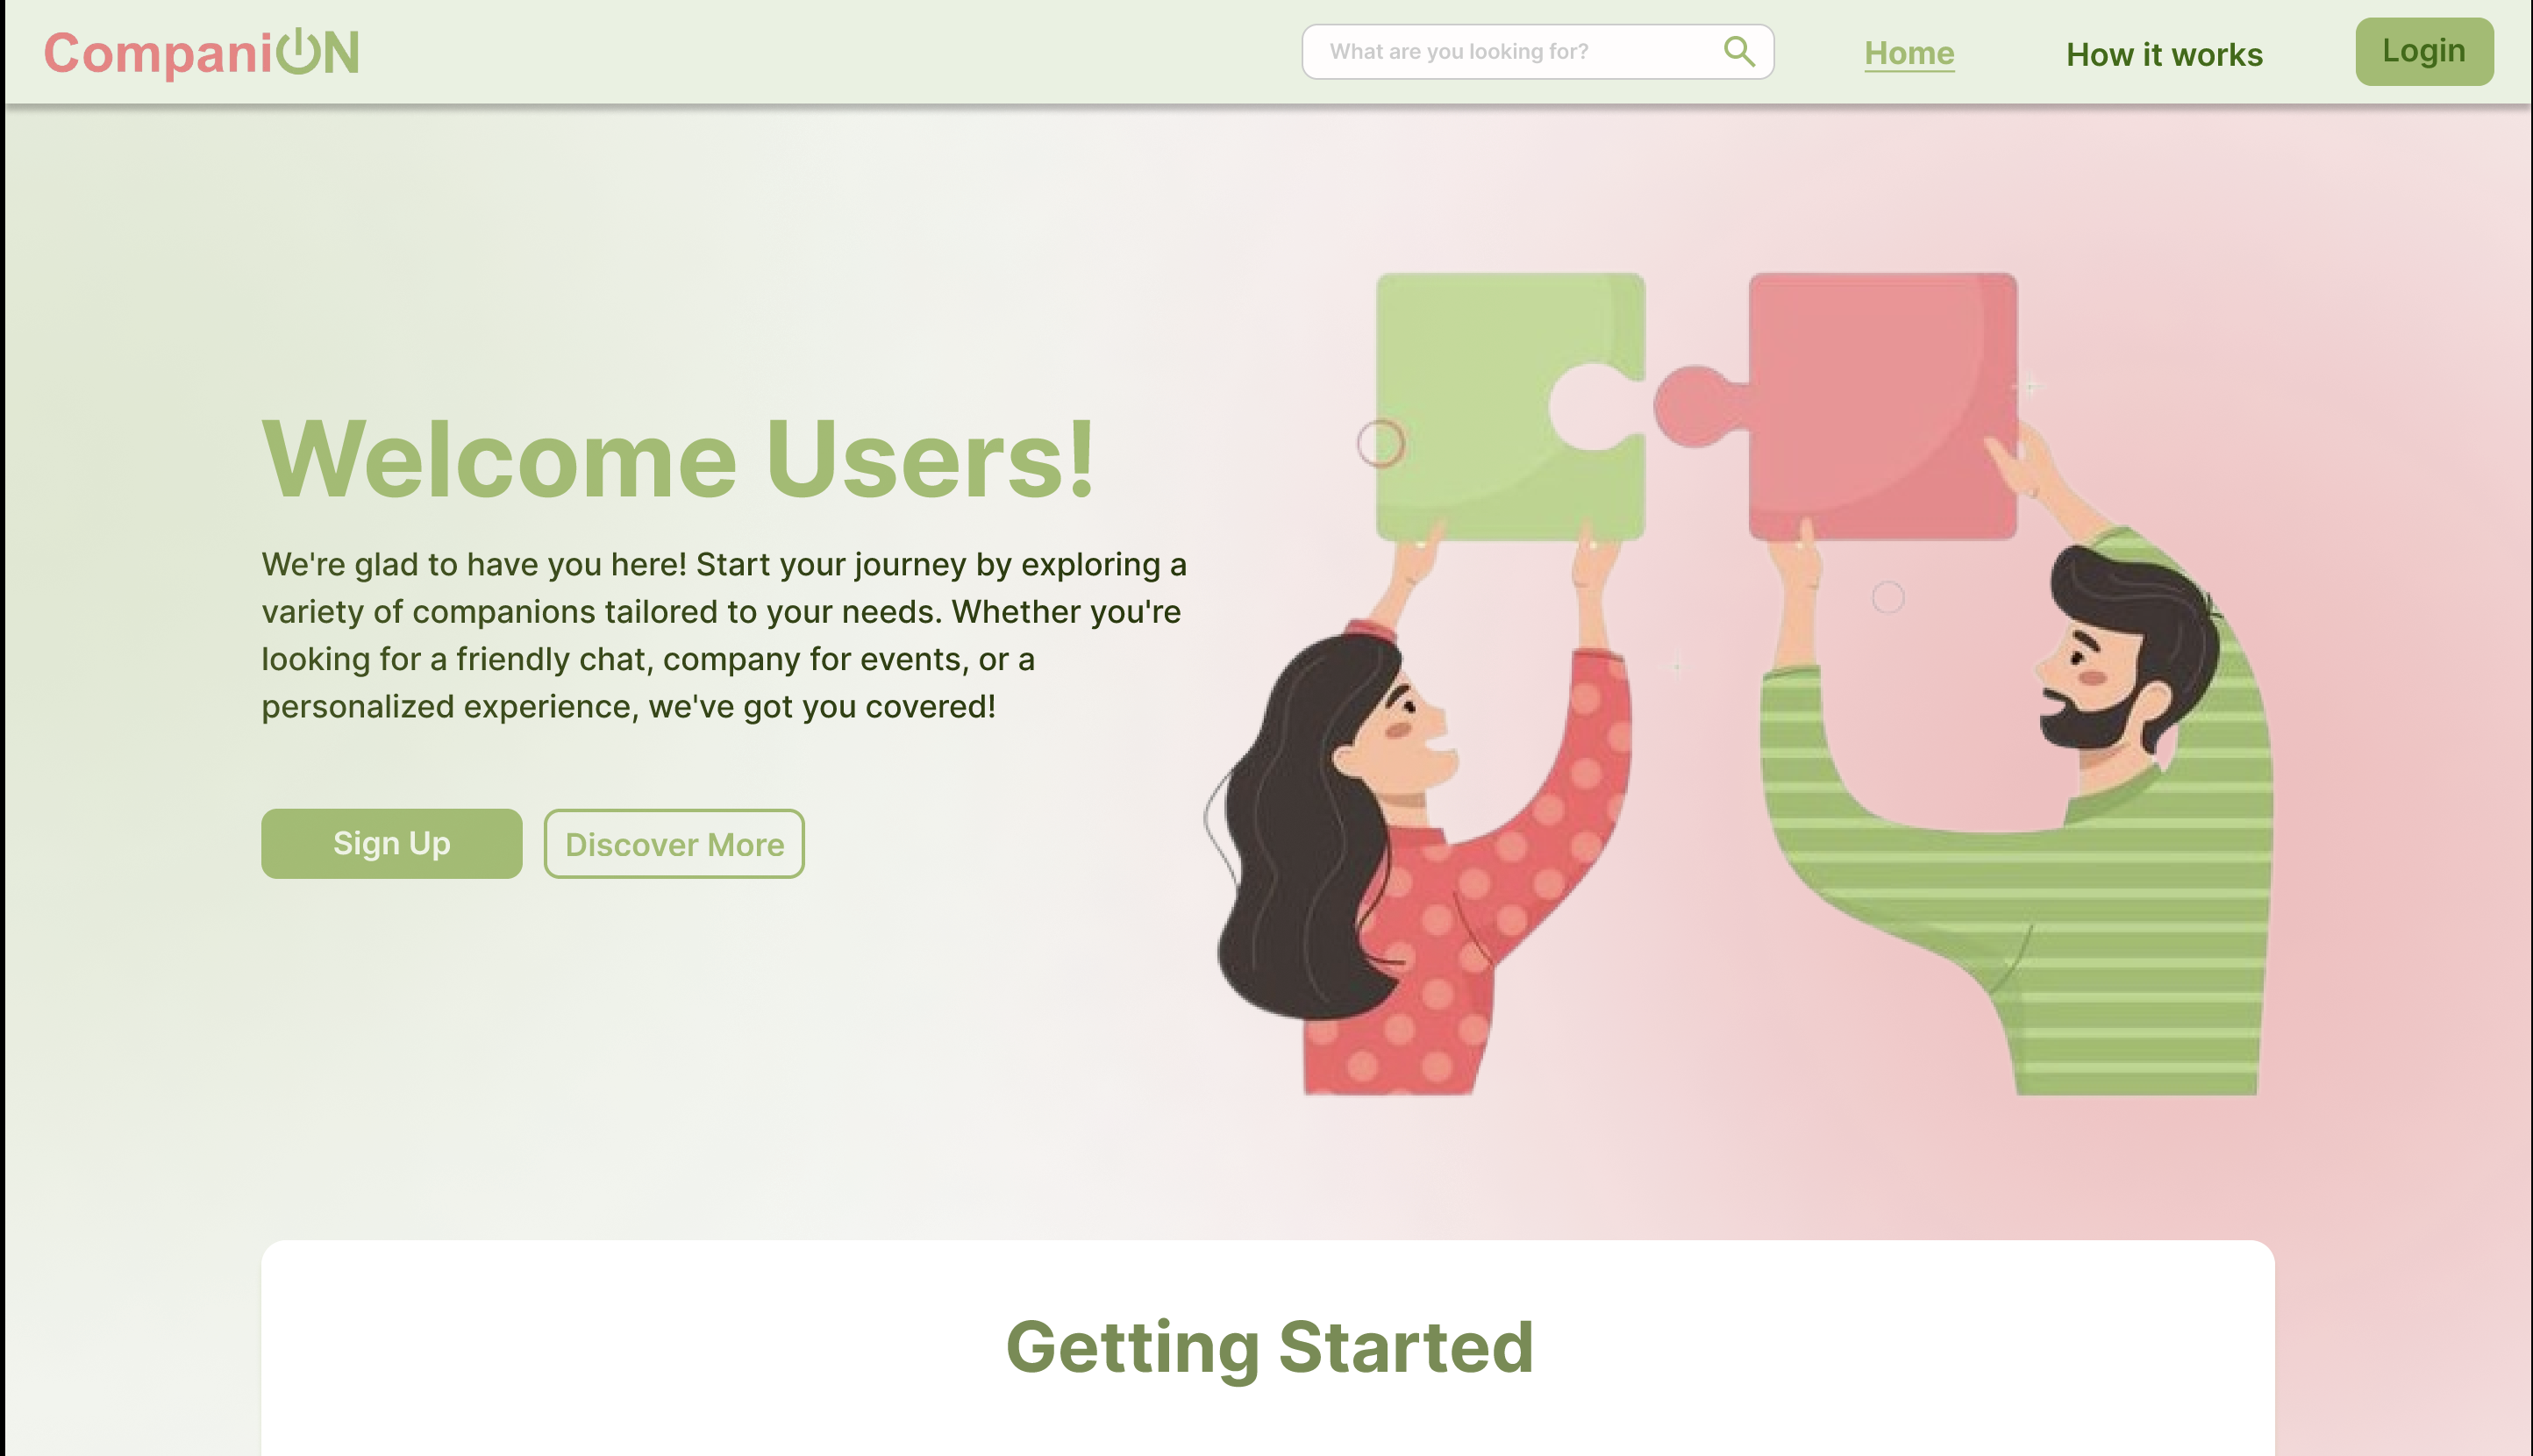 CompaniON
What are you looking for?
Home
How it works
Login
Welcome Users!
We're glad to have you here! Start your journey by exploring a
variety of companions tailored to your needs. Whether you're
looking for a friendly chat, company for events, or a
personalized experience, we've got you covered!
Sign Up
Discover More
Getting Started